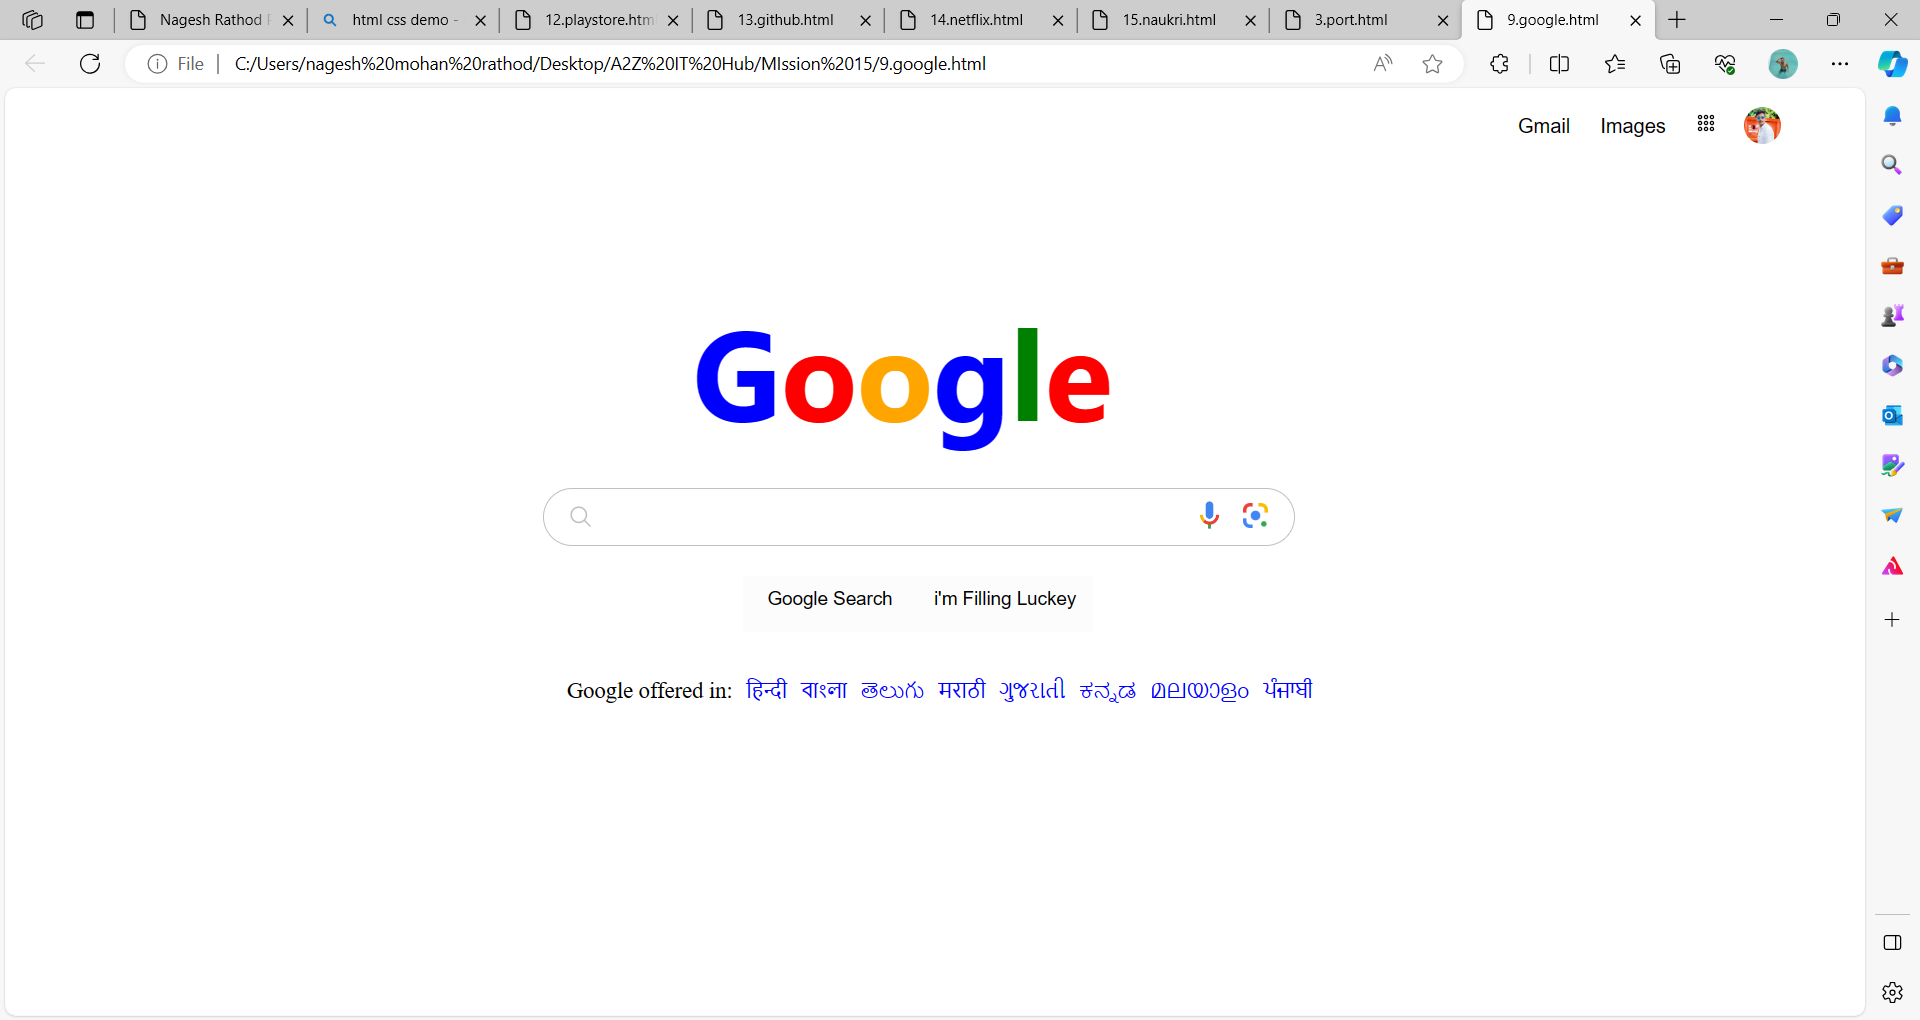 Nagesh Rathod
html css demo -
12.playstore.htm
13.github.html
14.netflix.html
15.naukri.html
3.port.html
9.google.html
File
C:/Users/nagesh%20mohan%20rathod/Desktop/A2Z%20IT%20Hub/MIssion%2015/9.google.html
Gmail Images
Google
Google Search i'm Filling Luckey
Google offered in: हिन्दी বাংলা తెలుగు मराठी ગુજરાતી ಕನ್ನಡ മലയാളം ਪੰਜਾਬੀ